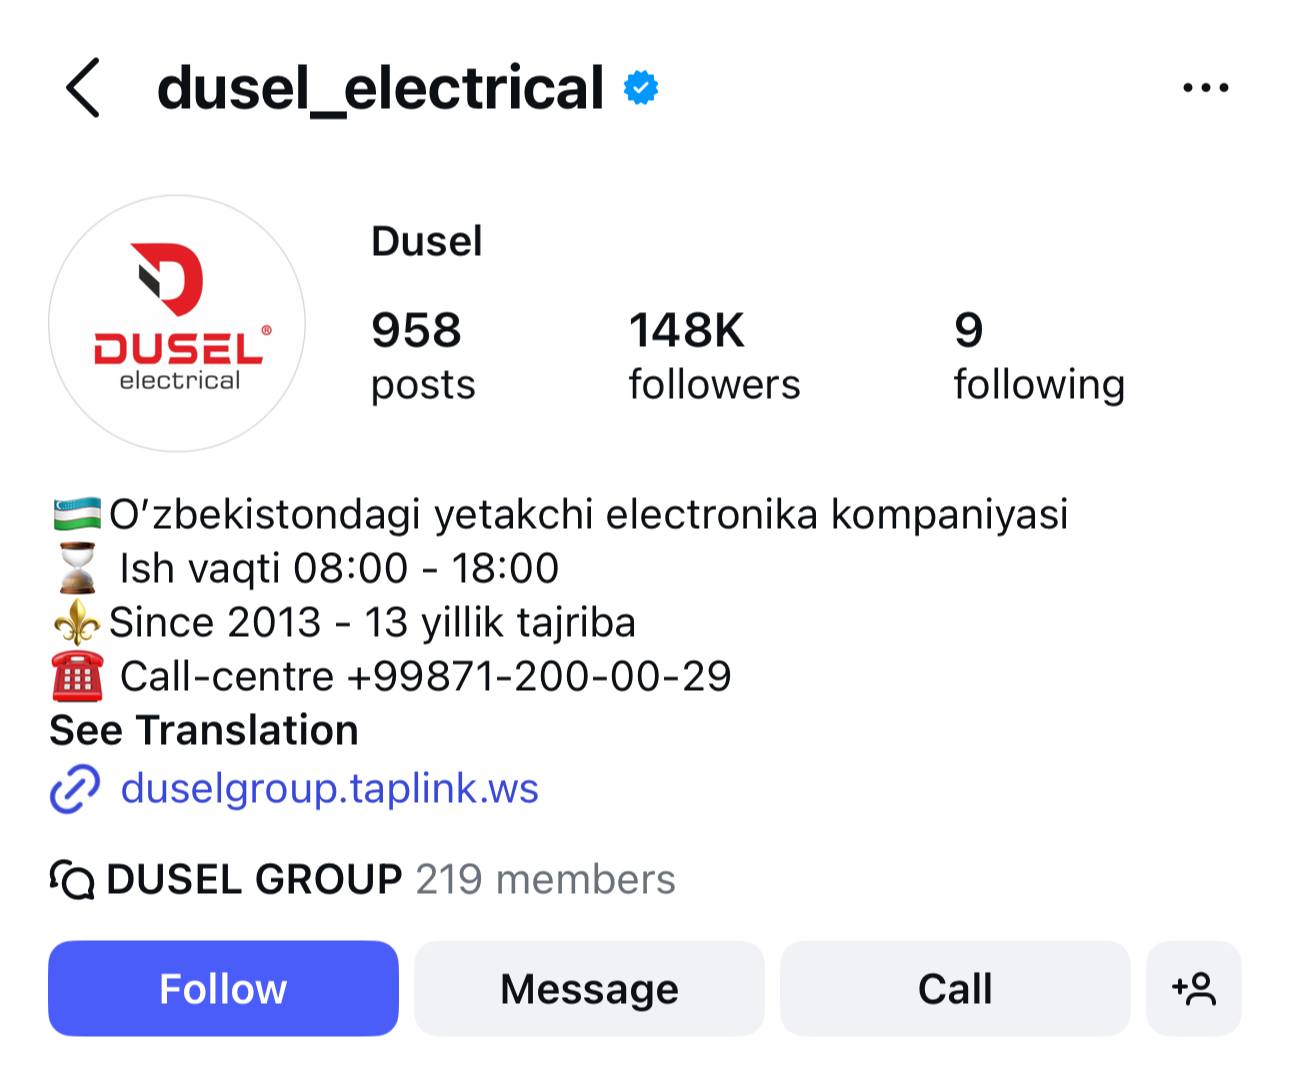 dusel_electrical
DUSEL®
electrical
Dusel
958 posts
148K followers
9 following
🇺🇿O‘zbekistondagi yetakchi electronika kompaniyasi
⏳ Ish vaqti 08:00 - 18:00
⚜️Since 2013 - 13 yillik tajriba
☎️ Call-centre +99871-200-00-29
See Translation
duselgroup.taplink.ws
DUSEL GROUP 219 members
Follow
Message
Call